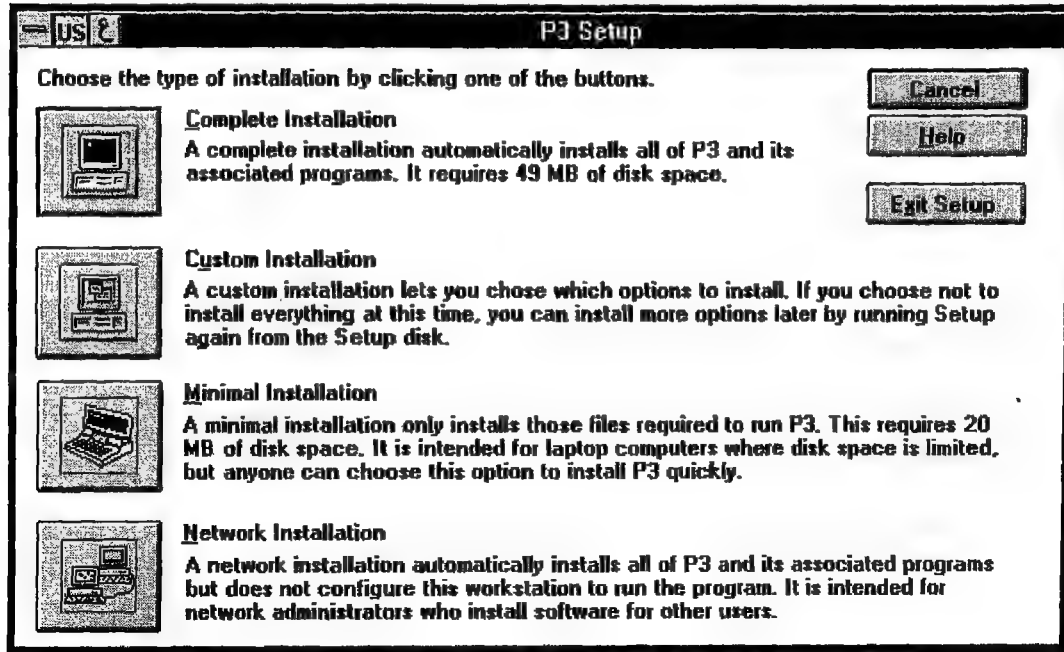 US
P3 Setup
Choose the type of installation by clicking one of the buttons.
Cancel
Complete Installation
Help
A complete installation automatically installs all of P3 and its
associated programs. It requires 49 MB of disk space.
Exit Setup
Custom Installation
A custom installation lets you chose which options to install. If you choose not to
install everything at this time, you can install more options later by running Setup
again from the Setup disk.
Minimal Installation
A minimal installation only installs those files required to run P3. This requires 20
MB of disk space. It is intended for laptop computers where disk space is limited,
but anyone can choose this option to install P3 quickly.
Network Installation
A network installation automatically installs all of P3 and its associated programs
but does not configure this workstation to run the program. It is intended for
network administrators who install software for other users.